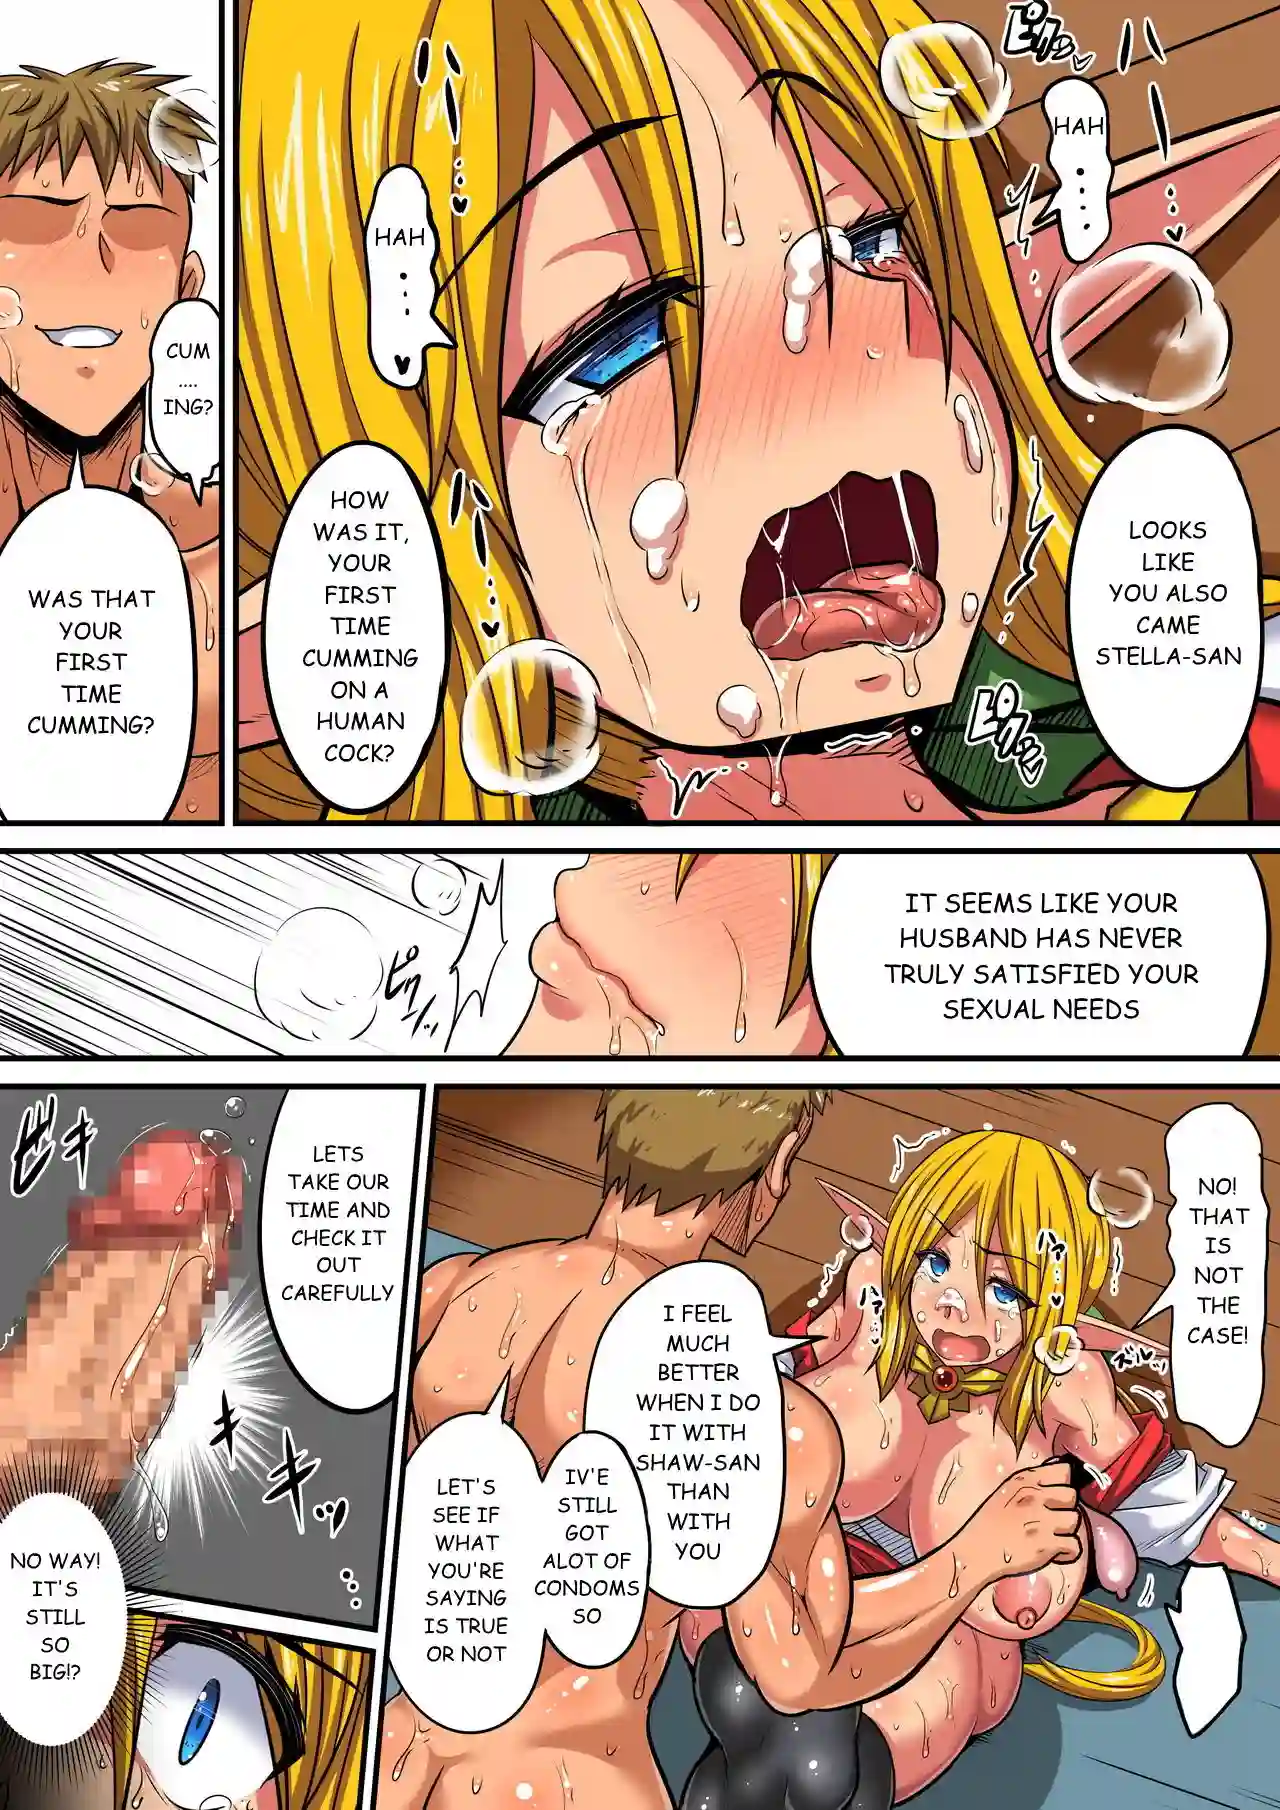 HAH
LOOKS
LIKE
YOU ALSO
CAME
STELLA-SAN
HAH
HOW
WAS IT,
YOUR
FIRST
TIME
CUMMING
ON A
HUMAN
COCK?
CUM
....
ING?
WAS THAT
YOUR
FIRST
TIME
CUMMING?
IT SEEMS LIKE YOUR
HUSBAND HAS NEVER
TRULY SATISFIED YOUR
SEXUAL NEEDS
NO!
THAT
IS
NOT
THE
CASE!
I FEEL
MUCH
BETTER
WHEN I DO
IT WITH
SHAW-SAN
THAN
WITH
YOU
IV'E
STILL
GOT
ALOT OF
CONDOMS
SO
LET'S
SEE IF
WHAT
YOU'RE
SAYING
IS TRUE
OR NOT
LETS
TAKE OUR
TIME AND
CHECK IT
OUT
CAREFULLY
NO WAY!
IT'S
STILL
SO
BIG!?